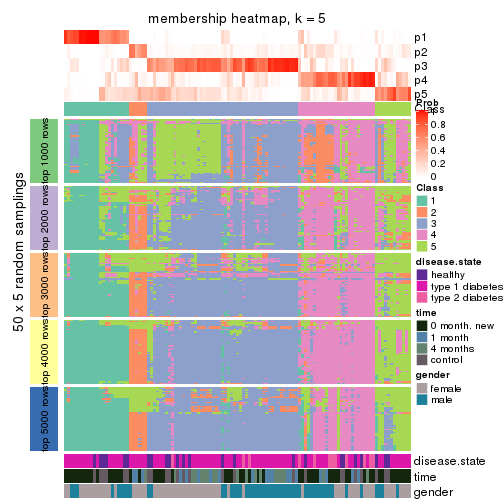 membership heatmap, k = 5
p1
p2
p3
p4
p5
Class
Prob
1
0.8
0.6
0.4
0.2
0
Class
1
2
3
4
5
disease.state
healthy
type 1 diabetes
type 2 diabetes
time
0 month. new
1 month
4 months
control
gender
female
male
50 x 5 random samplings
top 1000 rows
top 2000 rows
top 3000 rows
top 4000 rows
top 5000 rows
disease.state
time
gender